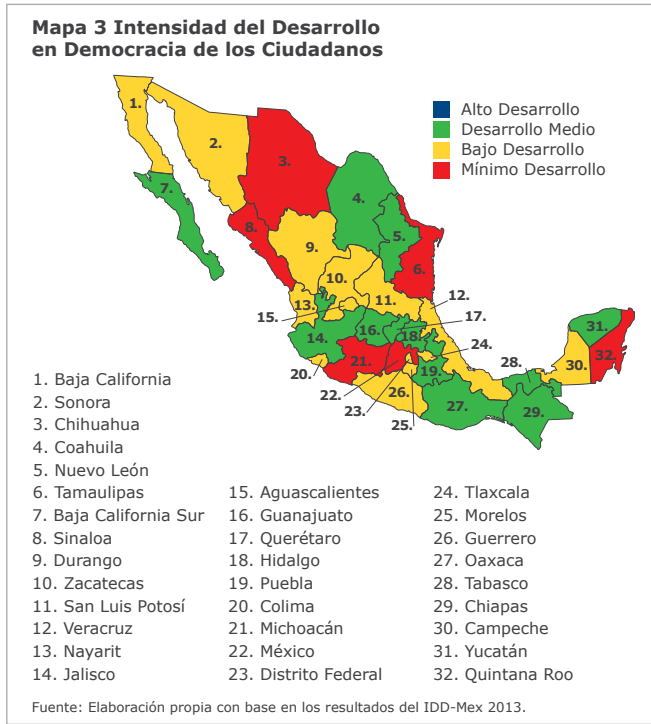 Mapa 3 Intensidad del Desarrollo
en Democracia de los Ciudadanos
Alto Desarrollo
Desarrollo Medio
Bajo Desarrollo
Mínimo Desarrollo
1.
2.
3.
4.
5.
6.
7.
8.
9.
10.
11.
12.
13.
14.
15.
16.
17.
18.
19.
20.
21.
22.
23.
24.
25.
26.
27.
28.
29.
30.
31.
32.
1. Baja California
2. Sonora
3. Chihuahua
4. Coahuila
5. Nuevo León
6. Tamaulipas
7. Baja California Sur
8. Sinaloa
9. Durango
10. Zacatecas
11. San Luis Potosí
12. Veracruz
13. Nayarit
14. Jalisco
15. Aguascalientes
16. Guanajuato
17. Querétaro
18. Hidalgo
19. Puebla
20. Colima
21. Michoacán
22. México
23. Distrito Federal
24. Tlaxcala
25. Morelos
26. Guerrero
27. Oaxaca
28. Tabasco
29. Chiapas
30. Campeche
31. Yucatán
32. Quintana Roo
Fuente: Elaboración propia con base en los resultados del IDD-Mex 2013.